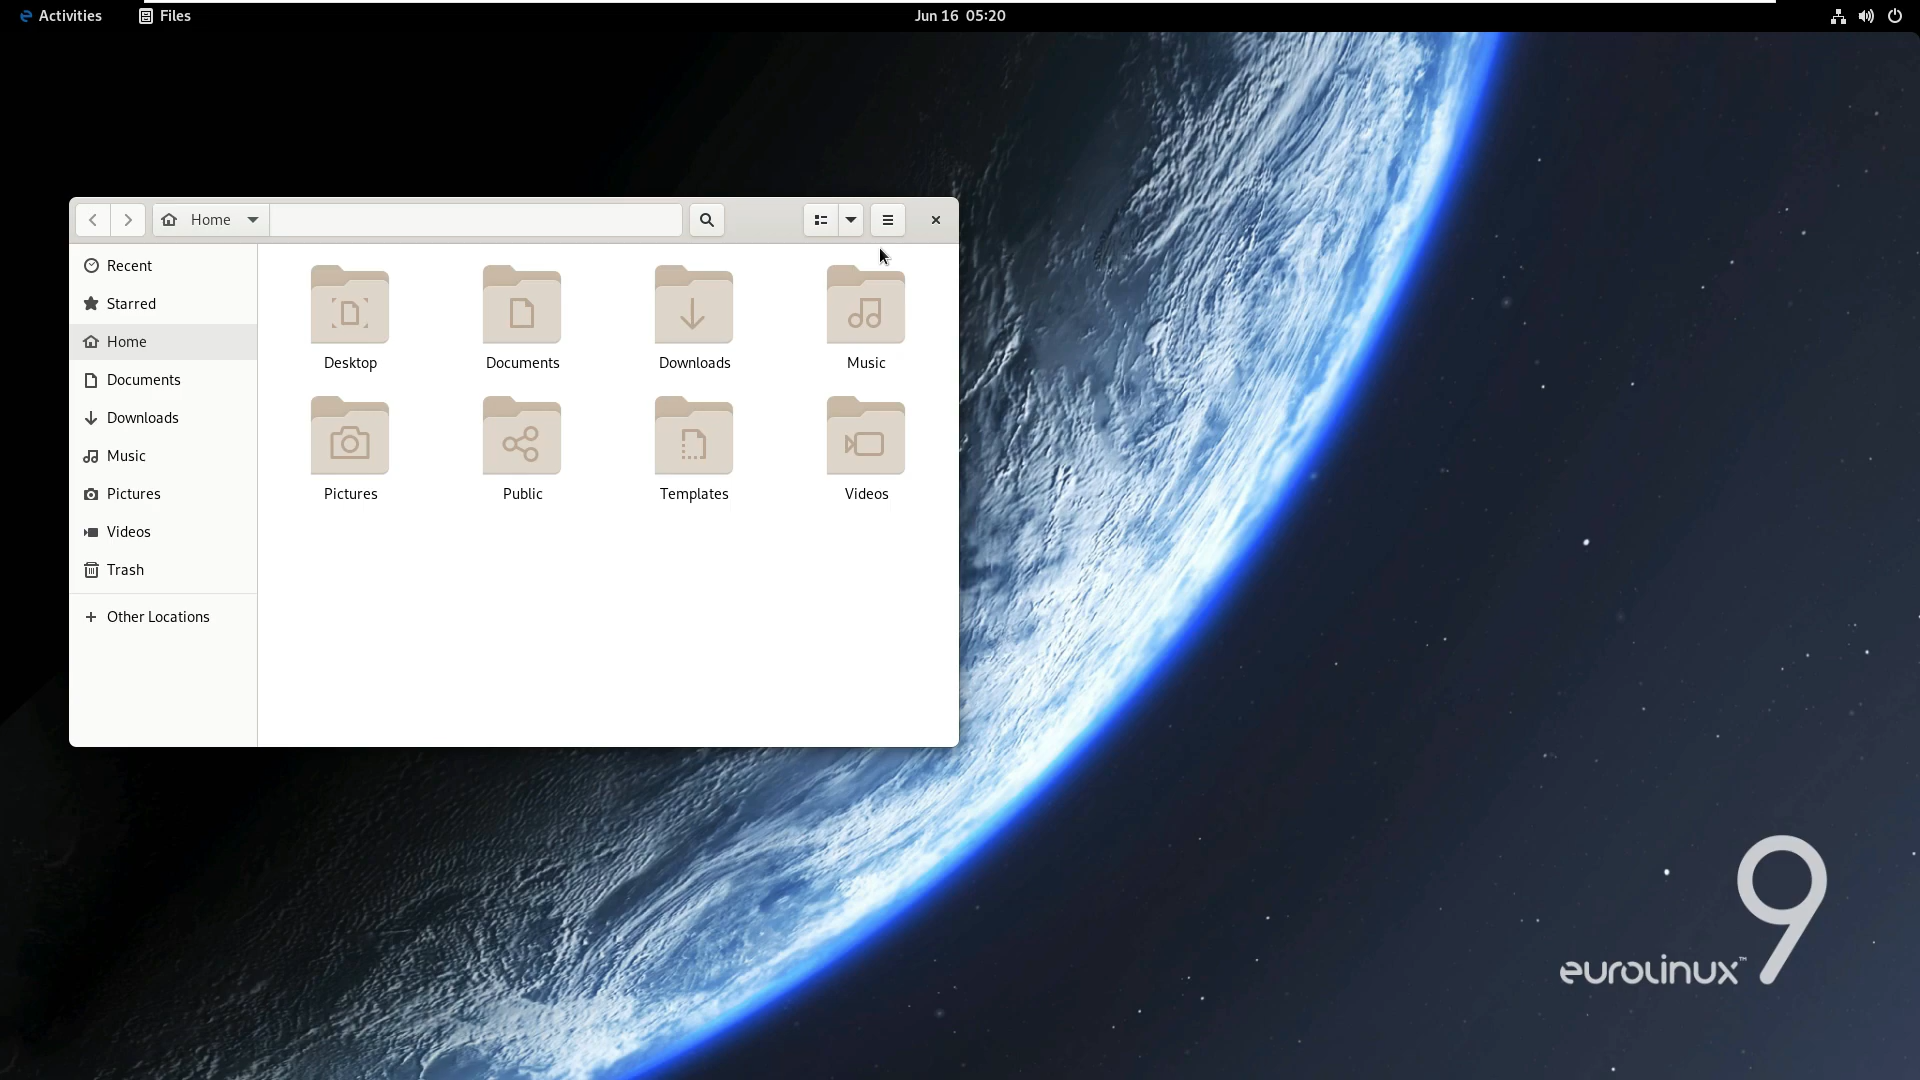 Activities
Files
Jun 16 05:20
Home
Recent
Starred
Home
Documents
Downloads
Music
Pictures
Videos
Trash
Other Locations
Desktop
Documents
Downloads
Music
Pictures
Public
Templates
Videos
eurolinux™ 9